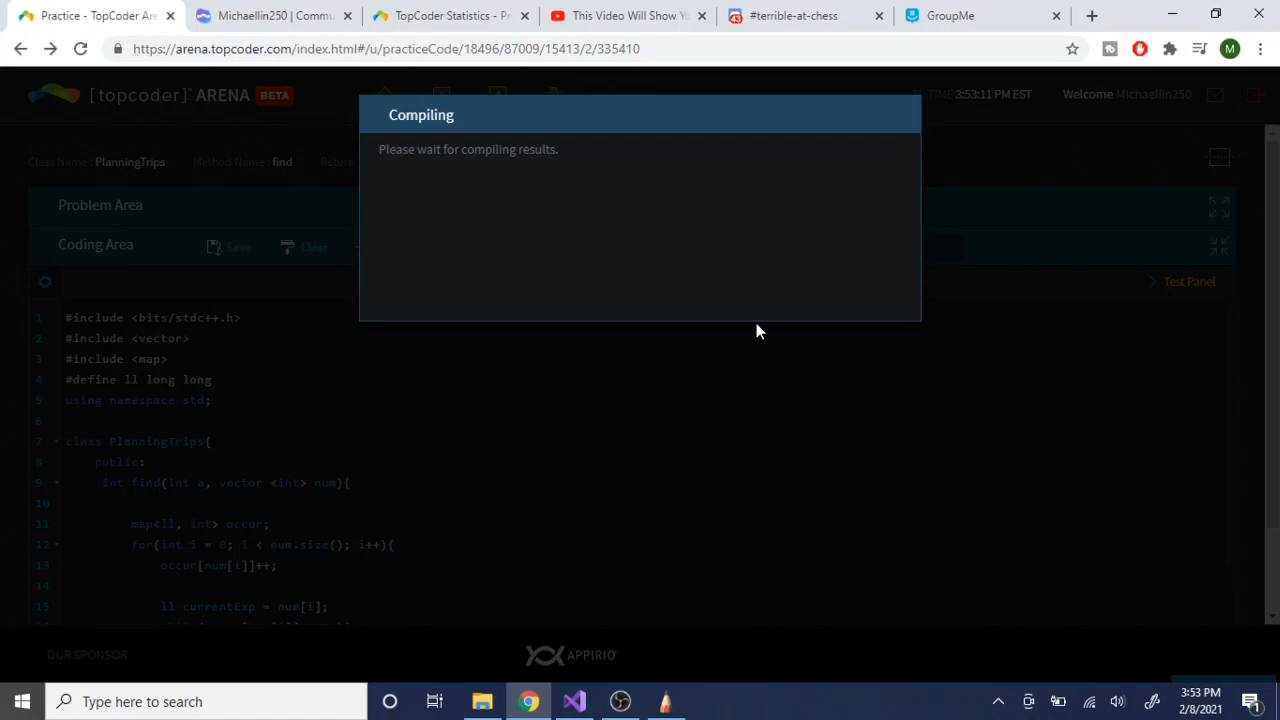 Practice - TopCoder Are
Michaellin250 | Commu
TopCoder Statistics - P
This Video Will Show Y
43
#terrible-at-chess
GroupMe
https://arena.topcoder.com/index.html#/u/practiceCode/18496/87009/15413/2/335410
M
[topcoder]™ ARENA BETA
TIME 3:53:11 PM EST
Welcome Michaellin250
Compiling
Please wait for compiling results.
Class Name : PlanningTrips
Method Name : find
Return
Problem Area
Coding Area
Save
Clear
Test Panel
1 #include <bits/stdc++.h>
2 #include <vector>
3 #include <map>
4 #define ll long long
5 using namespace std;
6
7 class PlanningTrips{
8 public:
9 int find(int a, vector <int> num){
10
11 map<ll, int> occur;
12 for(int i = 0; i < num.size(); i++){
13 occur[num[i]]++;
14
15 ll currentExp = num[i];
OUR SPONSOR
APPIRIO
Type here to search
3:53 PM
2/8/2021
1